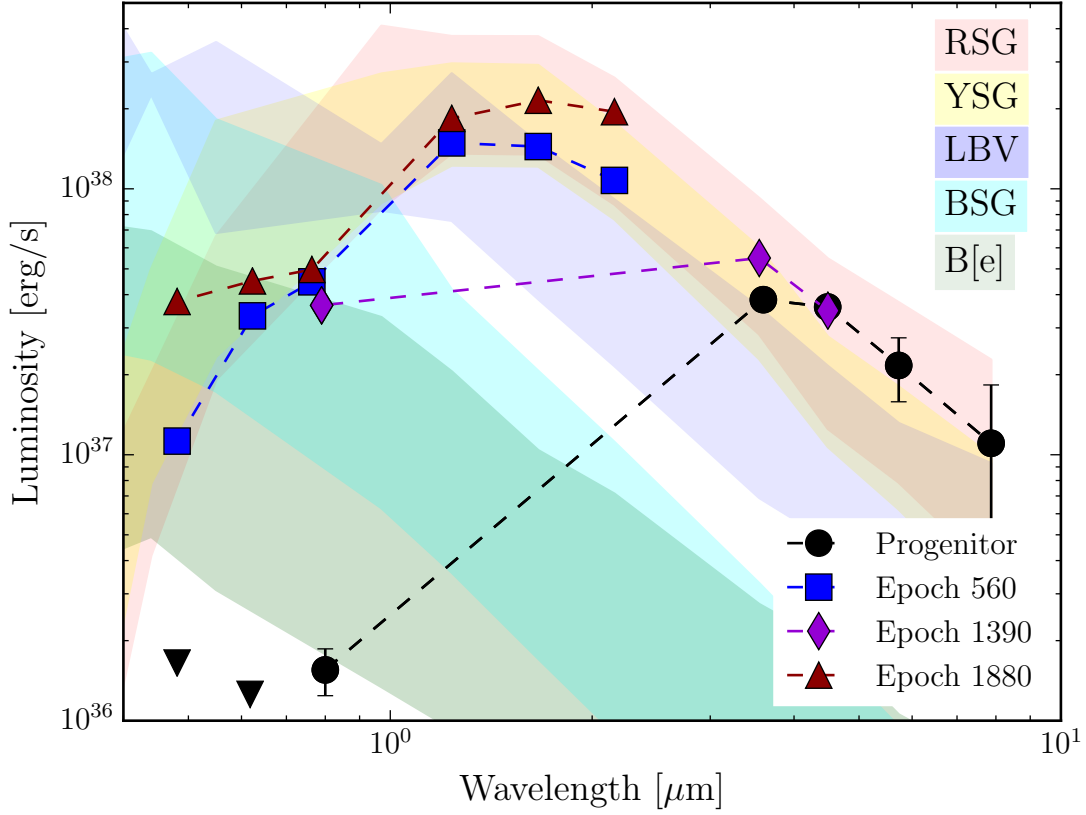 RSG
YSG
LBV
BSG
B[e]
Luminosity [erg/s]
10^38
10^37
10^36
Progenitor
Epoch 560
Epoch 1390
Epoch 1880
10^0
10^1
Wavelength [μm]